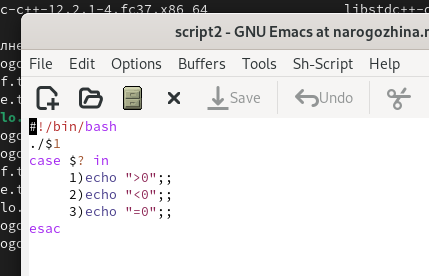 c-c++-12.2.1-4.fc37.x86_64 libstdc++-d
script2 - GNU Emacs at narogozhina.r
File Edit Options Buffers Tools Sh-Script Help
Save Undo
#!/bin/bash
./$1
case $? in
1)echo ">0";;
2)echo "<0";;
3)echo "=0";;
esac